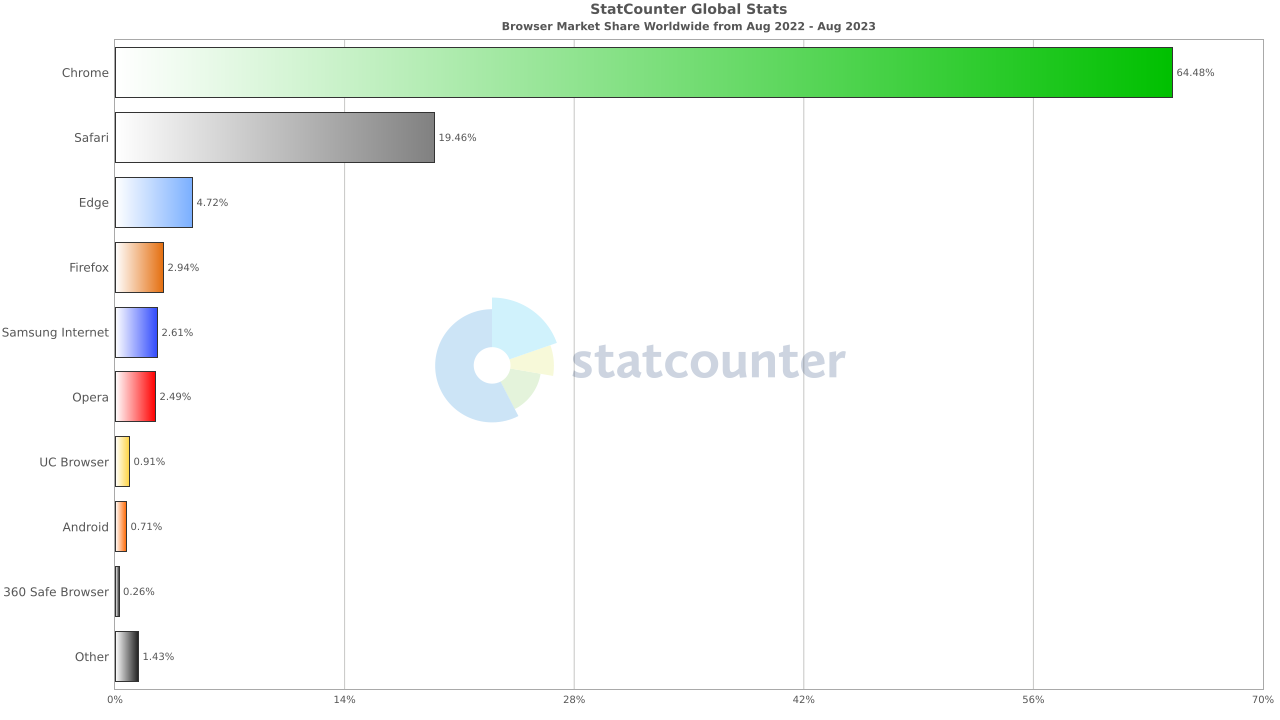 StatCounter Global Stats
Browser Market Share Worldwide from Aug 2022 - Aug 2023
Chrome 64.48%
Safari 19.46%
Edge 4.72%
Firefox 2.94%
Samsung Internet 2.61%
statcounter
Opera 2.49%
UC Browser 0.91%
Android 0.71%
360 Safe Browser 0.26%
Other 1.43%
0% 14% 28% 42% 56% 70%